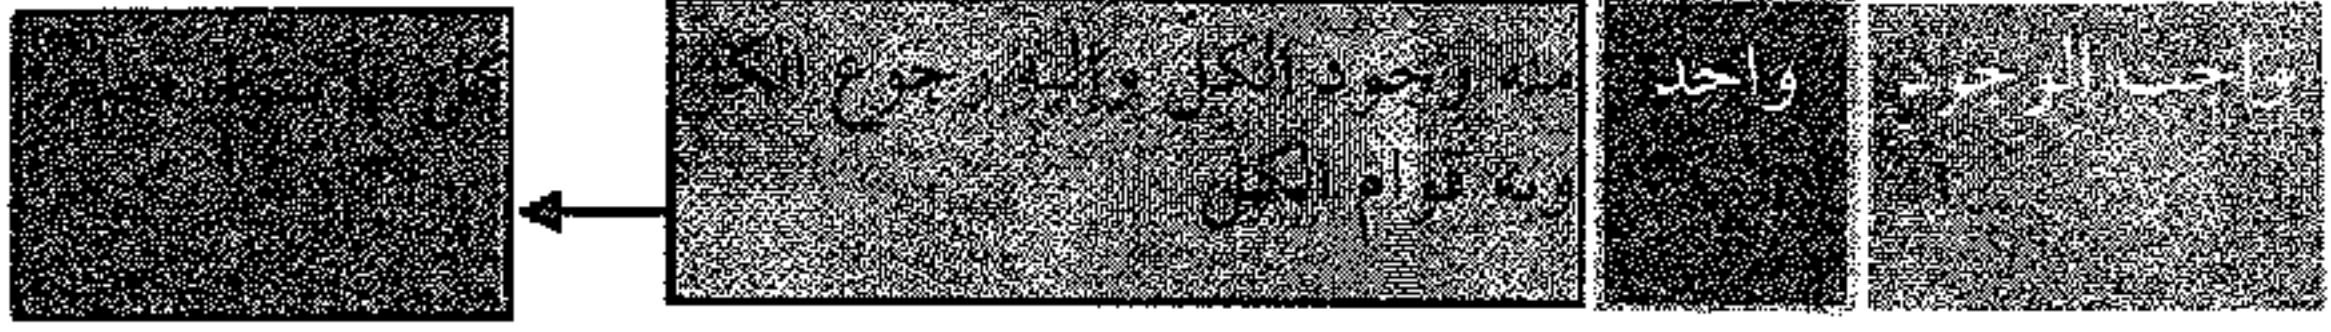 واجب الوجود
واحد
منه وجود الكل وإليه رجوع الكل
وبه قوام الكل